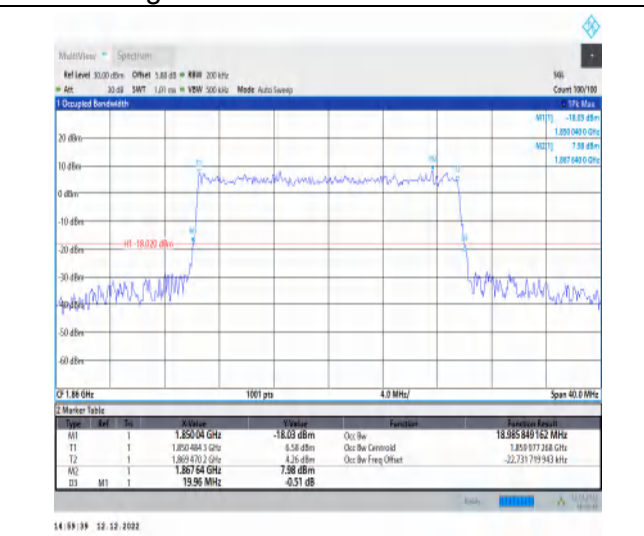 MultiView Spectrum
Ref Level 30.00 dBm Offset 5.88 dB RBW 200 kHz SGL
Att 30 dB SWT 1.01 ms VBW 500 kHz Mode Auto Sweep Count 100/100
1 Occupied Bandwidth 1Pk Max
M1[1] -18.03 dBm
1.850 040 0 GHz
M2[1] 7.98 dBm
1.867 640 0 GHz
20 dBm
10 dBm
0 dBm
-10 dBm
H1 -18.020 dBm
-20 dBm
-30 dBm
-40 dBm
-50 dBm
-60 dBm
CF 1.86 GHz 1001 pts 4.0 MHz/ Span 40.0 MHz
2 Marker Table
Type Ref Trc X-Value Y-Value Function Function Result
M1 1 1.85004 GHz -18.03 dBm Occ Bw 18.985 849 162 MHz
T1 1 1.850 484 3 GHz 6.58 dBm Occ Bw Centroid 1.859 977 268 GHz
T2 1 1.869 470 2 GHz 4.26 dBm Occ Bw Freq Offset -22.731 719 943 kHz
M2 1 1.867 64 GHz 7.98 dBm
D3 M1 1 19.96 MHz -0.51 dB
14:59:39 12.12.2022